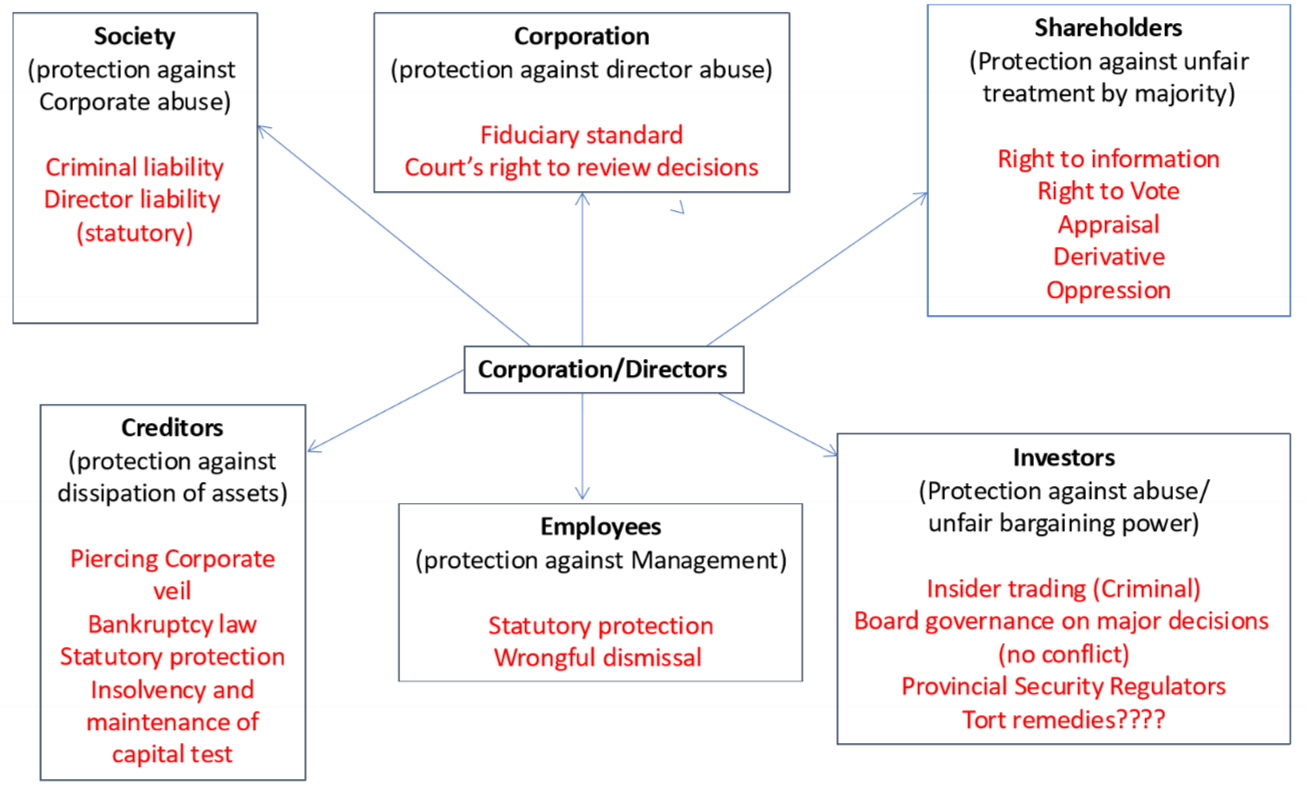 Society
(protection against
Corporate abuse)
Criminal liability
Director liability
(statutory)
Corporation
(protection against director abuse)
Fiduciary standard
Court's right to review decisions
Shareholders
(Protection against unfair
treatment by majority)
Right to information
Right to Vote
Appraisal
Derivative
Oppression
Corporation/Directors
Creditors
(protection against
dissipation of assets)
Piercing Corporate
veil
Bankruptcy law
Statutory protection
Insolvency and
maintenance of
capital test
Employees
(protection against Management)
Statutory protection
Wrongful dismissal
Investors
(Protection against abuse/
unfair bargaining power)
Insider trading (Criminal)
Board governance on major decisions
(no conflict)
Provincial Security Regulators
Tort remedies????